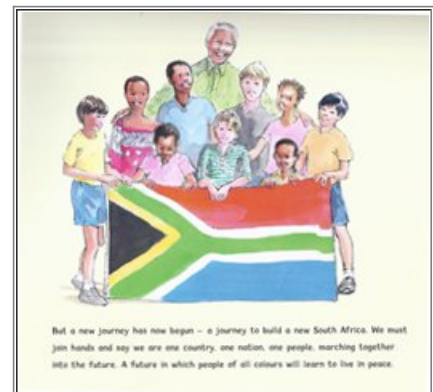 But a new journey has now begun – a journey to build a new South Africa. We must
join hands and say we are one country, one nation, one people, marching together
into the future. A future in which people of all colours will learn to live in peace.